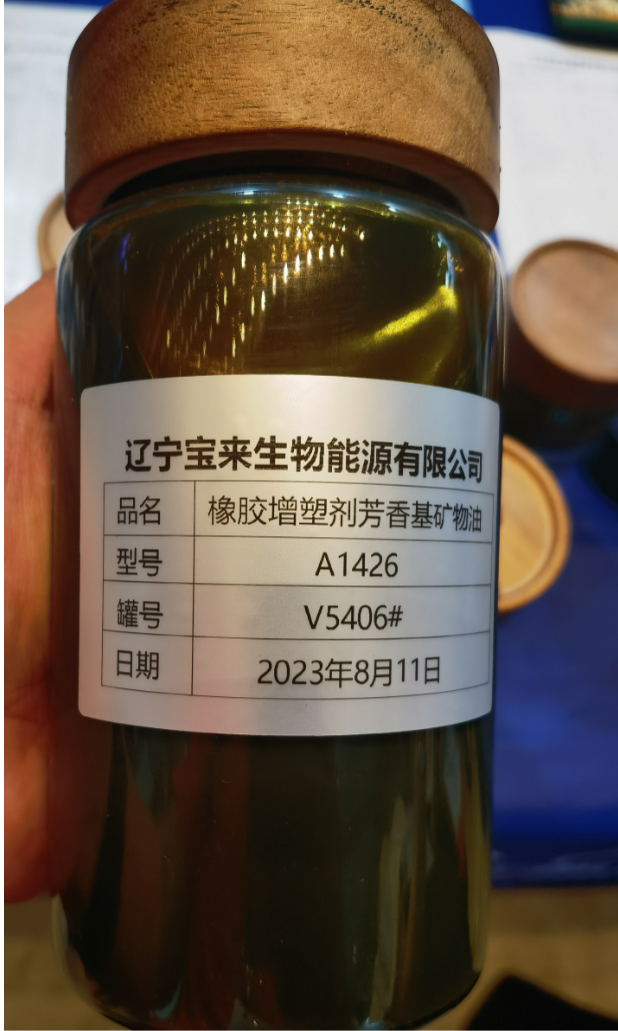 辽宁宝来生物能源有限公司
品名 橡胶增塑剂芳香基矿物油
型号 A1426
罐号 V5406#
日期 2023年8月11日